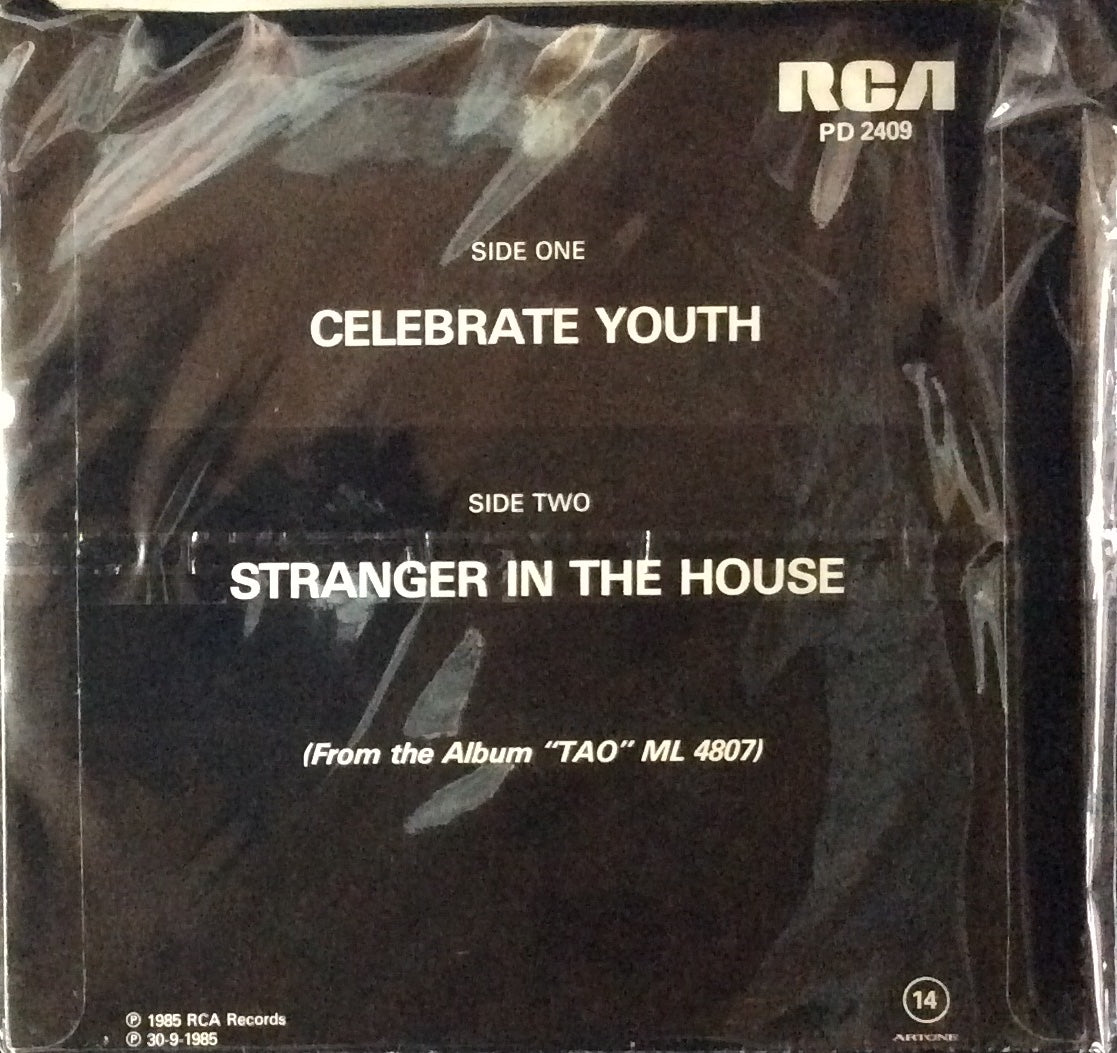 RCA
PD 2409
SIDE ONE
CELEBRATE YOUTH
SIDE TWO
STRANGER IN THE HOUSE
(From the Album “TAO” ML 4807)
℗ 1985 RCA Records
℗ 30-9-1985
14
ARTONE